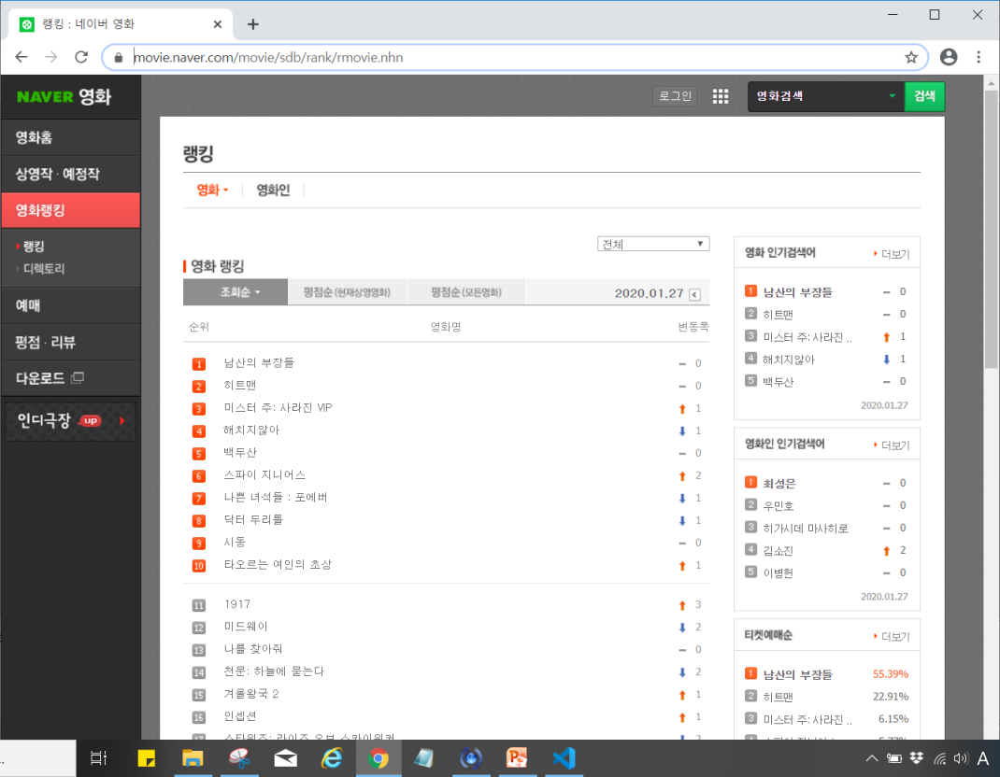 랭킹 : 네이버 영화
movie.naver.com/movie/sdb/rank/rmovie.nhn
NAVER 영화
로그인
영화검색
검색
영화홈
상영작 · 예정작
영화랭킹
랭킹
디렉토리
예매
평점 · 리뷰
다운로드
인디극장 up
랭킹
영화
영화인
전체
영화 랭킹
조회순
평점순 (현재상영영화)
평점순 (모든영화)
2020.01.27
순위 영화명 변동폭
1 남산의 부장들 0
2 히트맨 0
3 미스터 주: 사라진 VIP 1
4 해치지않아 1
5 백두산 0
6 스파이 지니어스 2
7 나쁜 녀석들 : 포에버 1
8 닥터 두리틀 1
9 시동 0
10 타오르는 여인의 초상 1
11 1917 3
12 미드웨이 2
13 나를 찾아줘 0
14 천문: 하늘에 묻는다 2
15 겨울왕국 2 1
16 인셉션 1
영화 인기검색어 더보기
1 남산의 부장들 0
2 히트맨 0
3 미스터 주: 사라진 .. 1
4 해치지않아 1
5 백두산 0
2020.01.27
영화인 인기검색어 더보기
1 최성은 0
2 우민호 0
3 히가시데 마사히로 0
4 김소진 2
5 이병헌 0
2020.01.27
티켓예매순 더보기
1 남산의 부장들 55.39%
2 히트맨 22.91%
3 미스터 주: 사라진 .. 6.15%
A